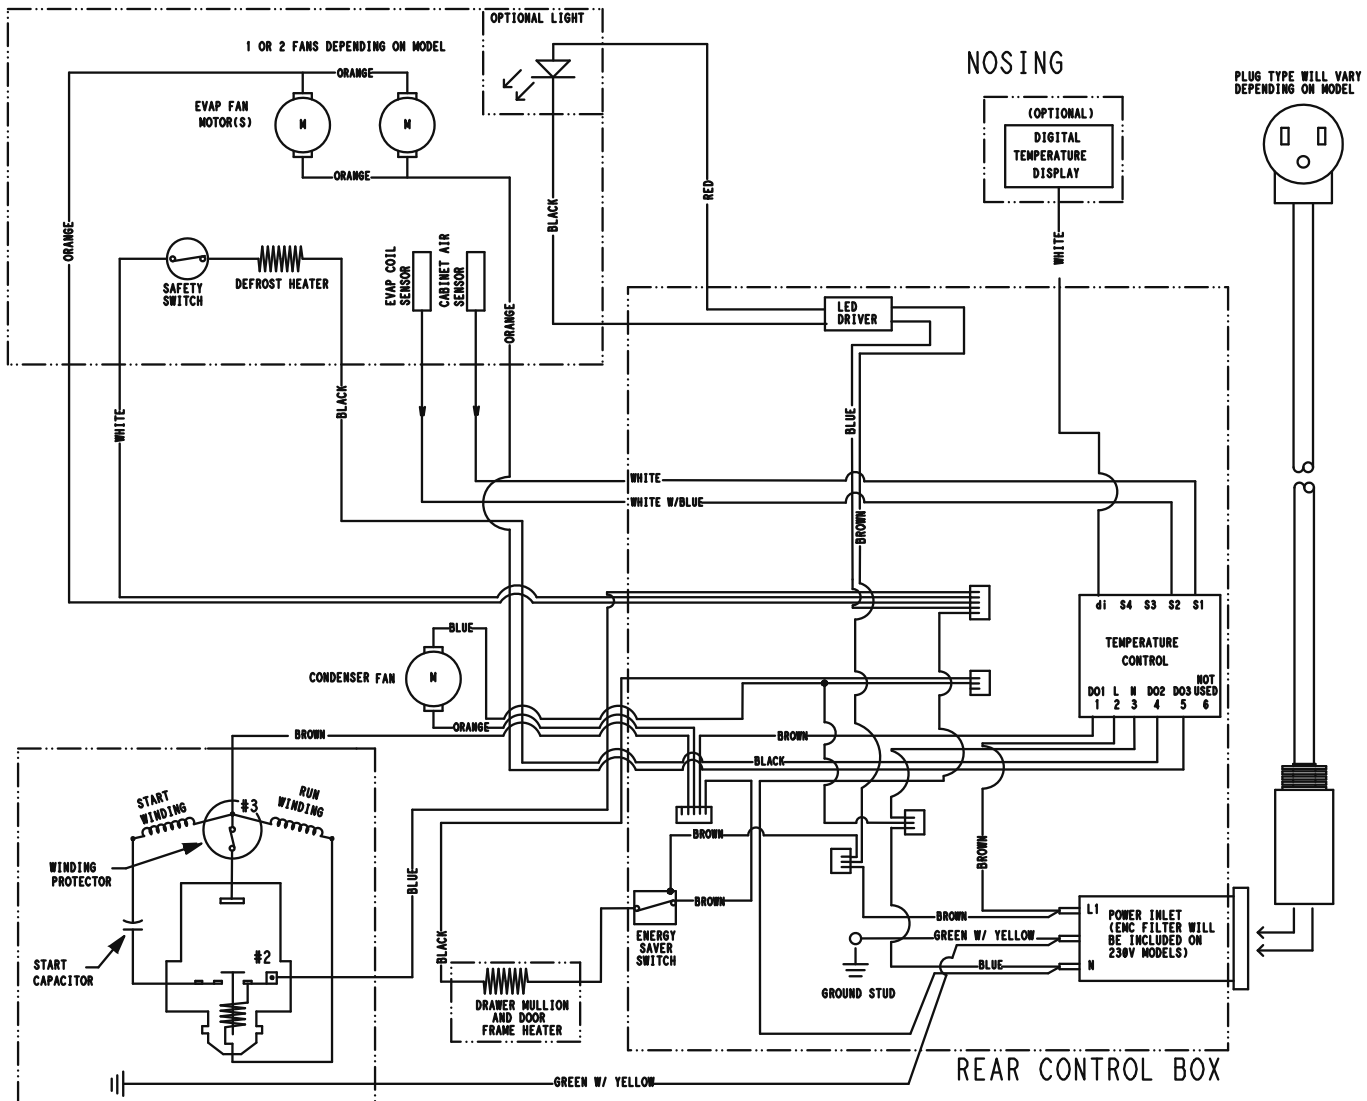 OPTIONAL LIGHT
1 OR 2 FANS DEPENDING ON MODEL
ORANGE
EVAP FAN
MOTOR(S)
M
M
ORANGE
ORANGE
BLACK
RED
SAFETY
SWITCH
DEFROST HEATER
EVAP COIL
SENSOR
CABINET AIR
SENSOR
ORANGE
WHITE
BLACK
NOSING
(OPTIONAL)
DIGITAL
TEMPERATURE
DISPLAY
WHITE
PLUG TYPE WILL VARY
DEPENDING ON MODEL
LED
DRIVER
BLUE
BROWN
WHITE
WHITE W/BLUE
di S4 S3 S2 S1
TEMPERATURE
CONTROL
NOT
DO1 L N DO2 DO3 USED
1 2 3 4 5 6
BLUE
CONDENSER FAN
M
ORANGE
BROWN
BROWN
BLACK
START
WINDING
#3
RUN
WINDING
WINDING
PROTECTOR
BLUE
BROWN
BROWN
BROWN
START
CAPACITOR
#2
BLACK
ENERGY
SAVER
SWITCH
DRAWER MULLION
AND DOOR
FRAME HEATER
BROWN
GREEN W/ YELLOW
BLUE
GROUND STUD
L1
N
POWER INLET
(EMC FILTER WILL
BE INCLUDED ON
230V MODELS)
REAR CONTROL BOX
GREEN W/ YELLOW